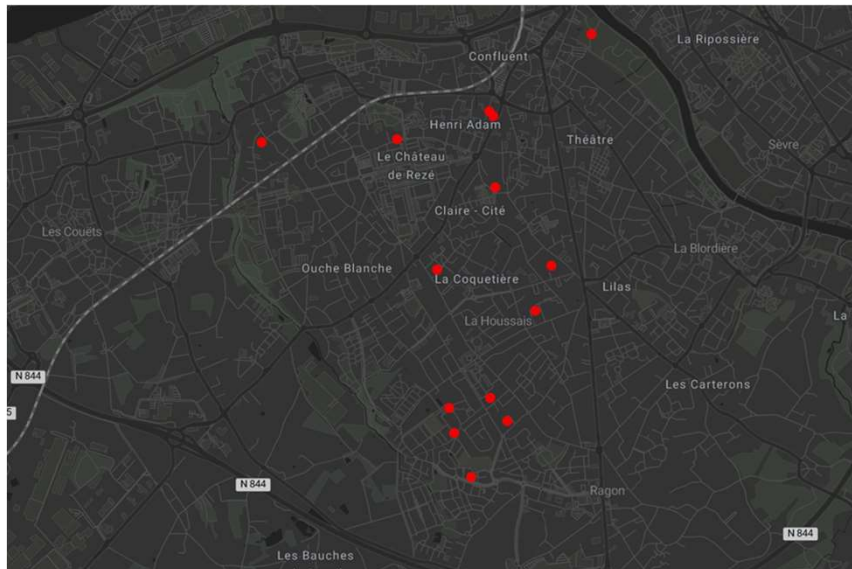 La Ripossière
Confluent
Henri Adam
Théâtre
Sèvre
Le Château
de Rezé
Claire - Cité
Les Couëts
La Blordière
Ouche Blanche
La Coquetière
Lilas
La Houssais
La
N 844
Les Carterons
5
N 844
Ragon
N 844
Les Bauches